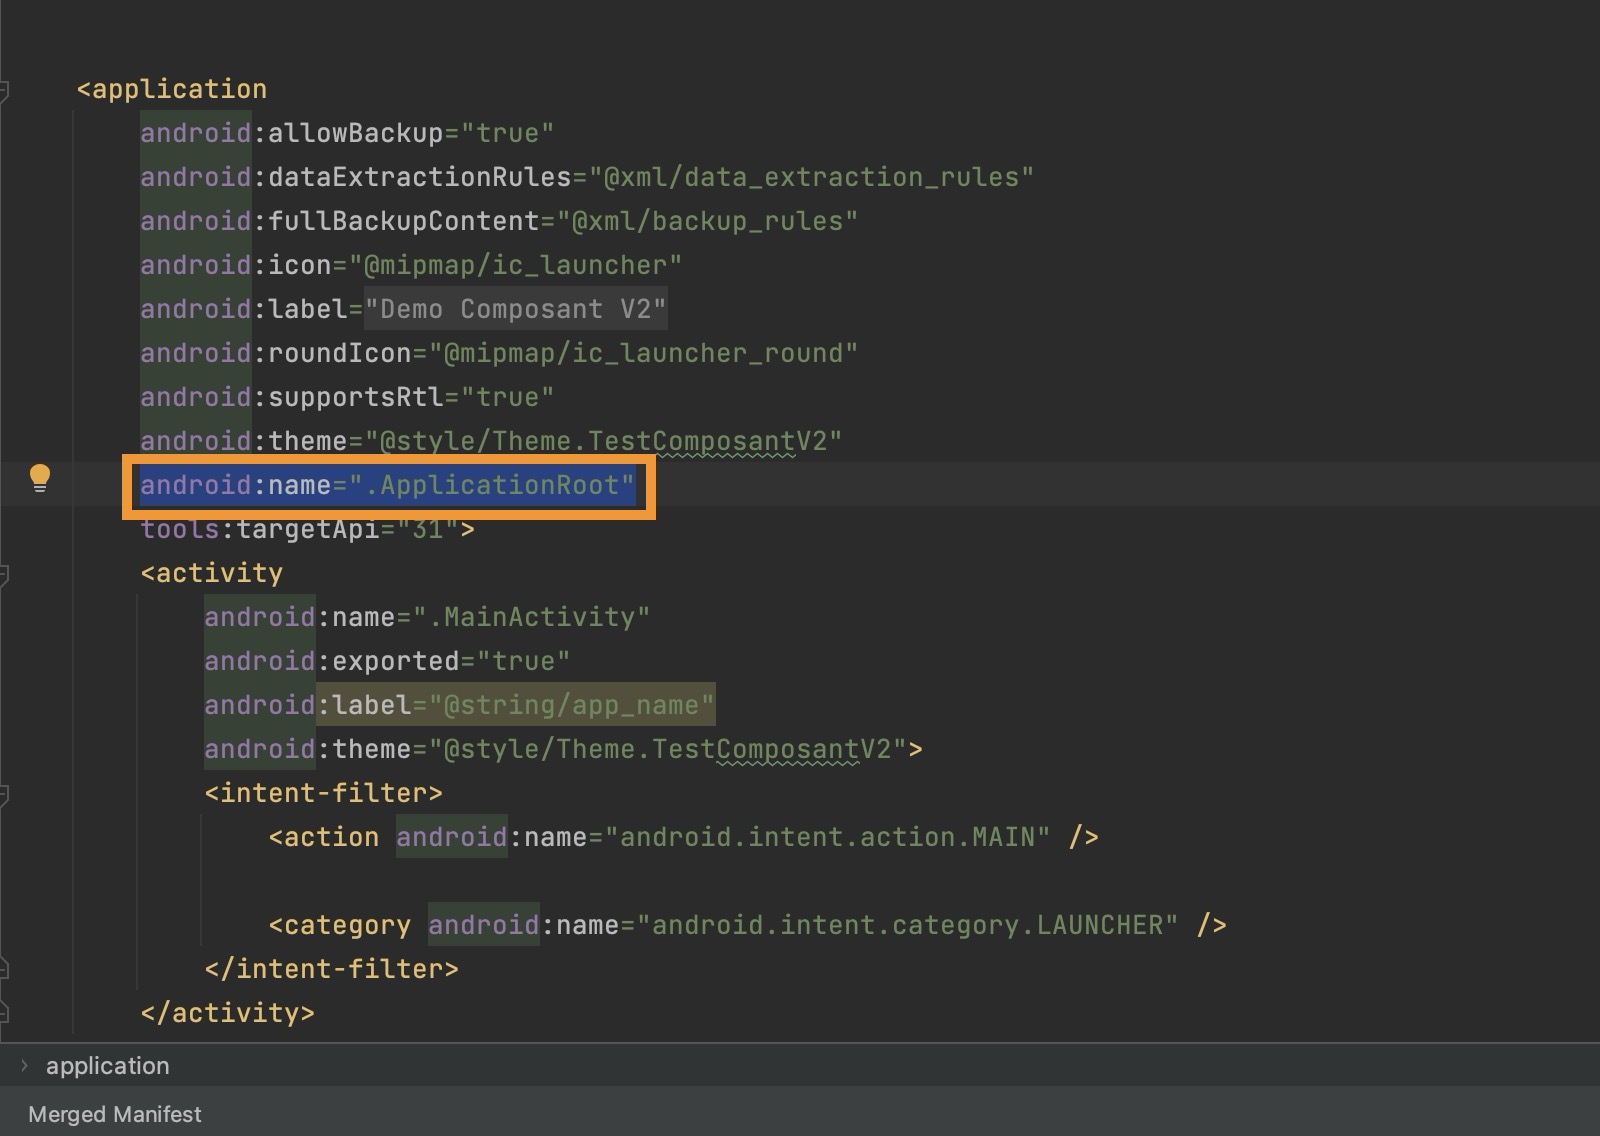 <application
android:allowBackup="true"
android:dataExtractionRules="@xml/data_extraction_rules"
android:fullBackupContent="@xml/backup_rules"
android:icon="@mipmap/ic_launcher"
android:label="Demo Composant V2"
android:roundIcon="@mipmap/ic_launcher_round"
android:supportsRtl="true"
android:theme="@style/Theme.TestComposantV2"
android:name=".ApplicationRoot"
tools:targetApi="31">
<activity
android:name=".MainActivity"
android:exported="true"
android:label="@string/app_name"
android:theme="@style/Theme.TestComposantV2">
<intent-filter>
<action android:name="android.intent.action.MAIN" />
<category android:name="android.intent.category.LAUNCHER" />
</intent-filter>
</activity>
application
Merged Manifest